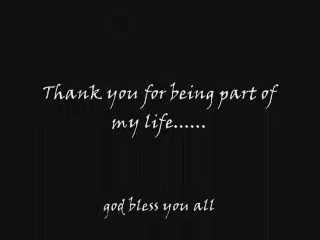 Thank you for being part of
my life......
god bless you all